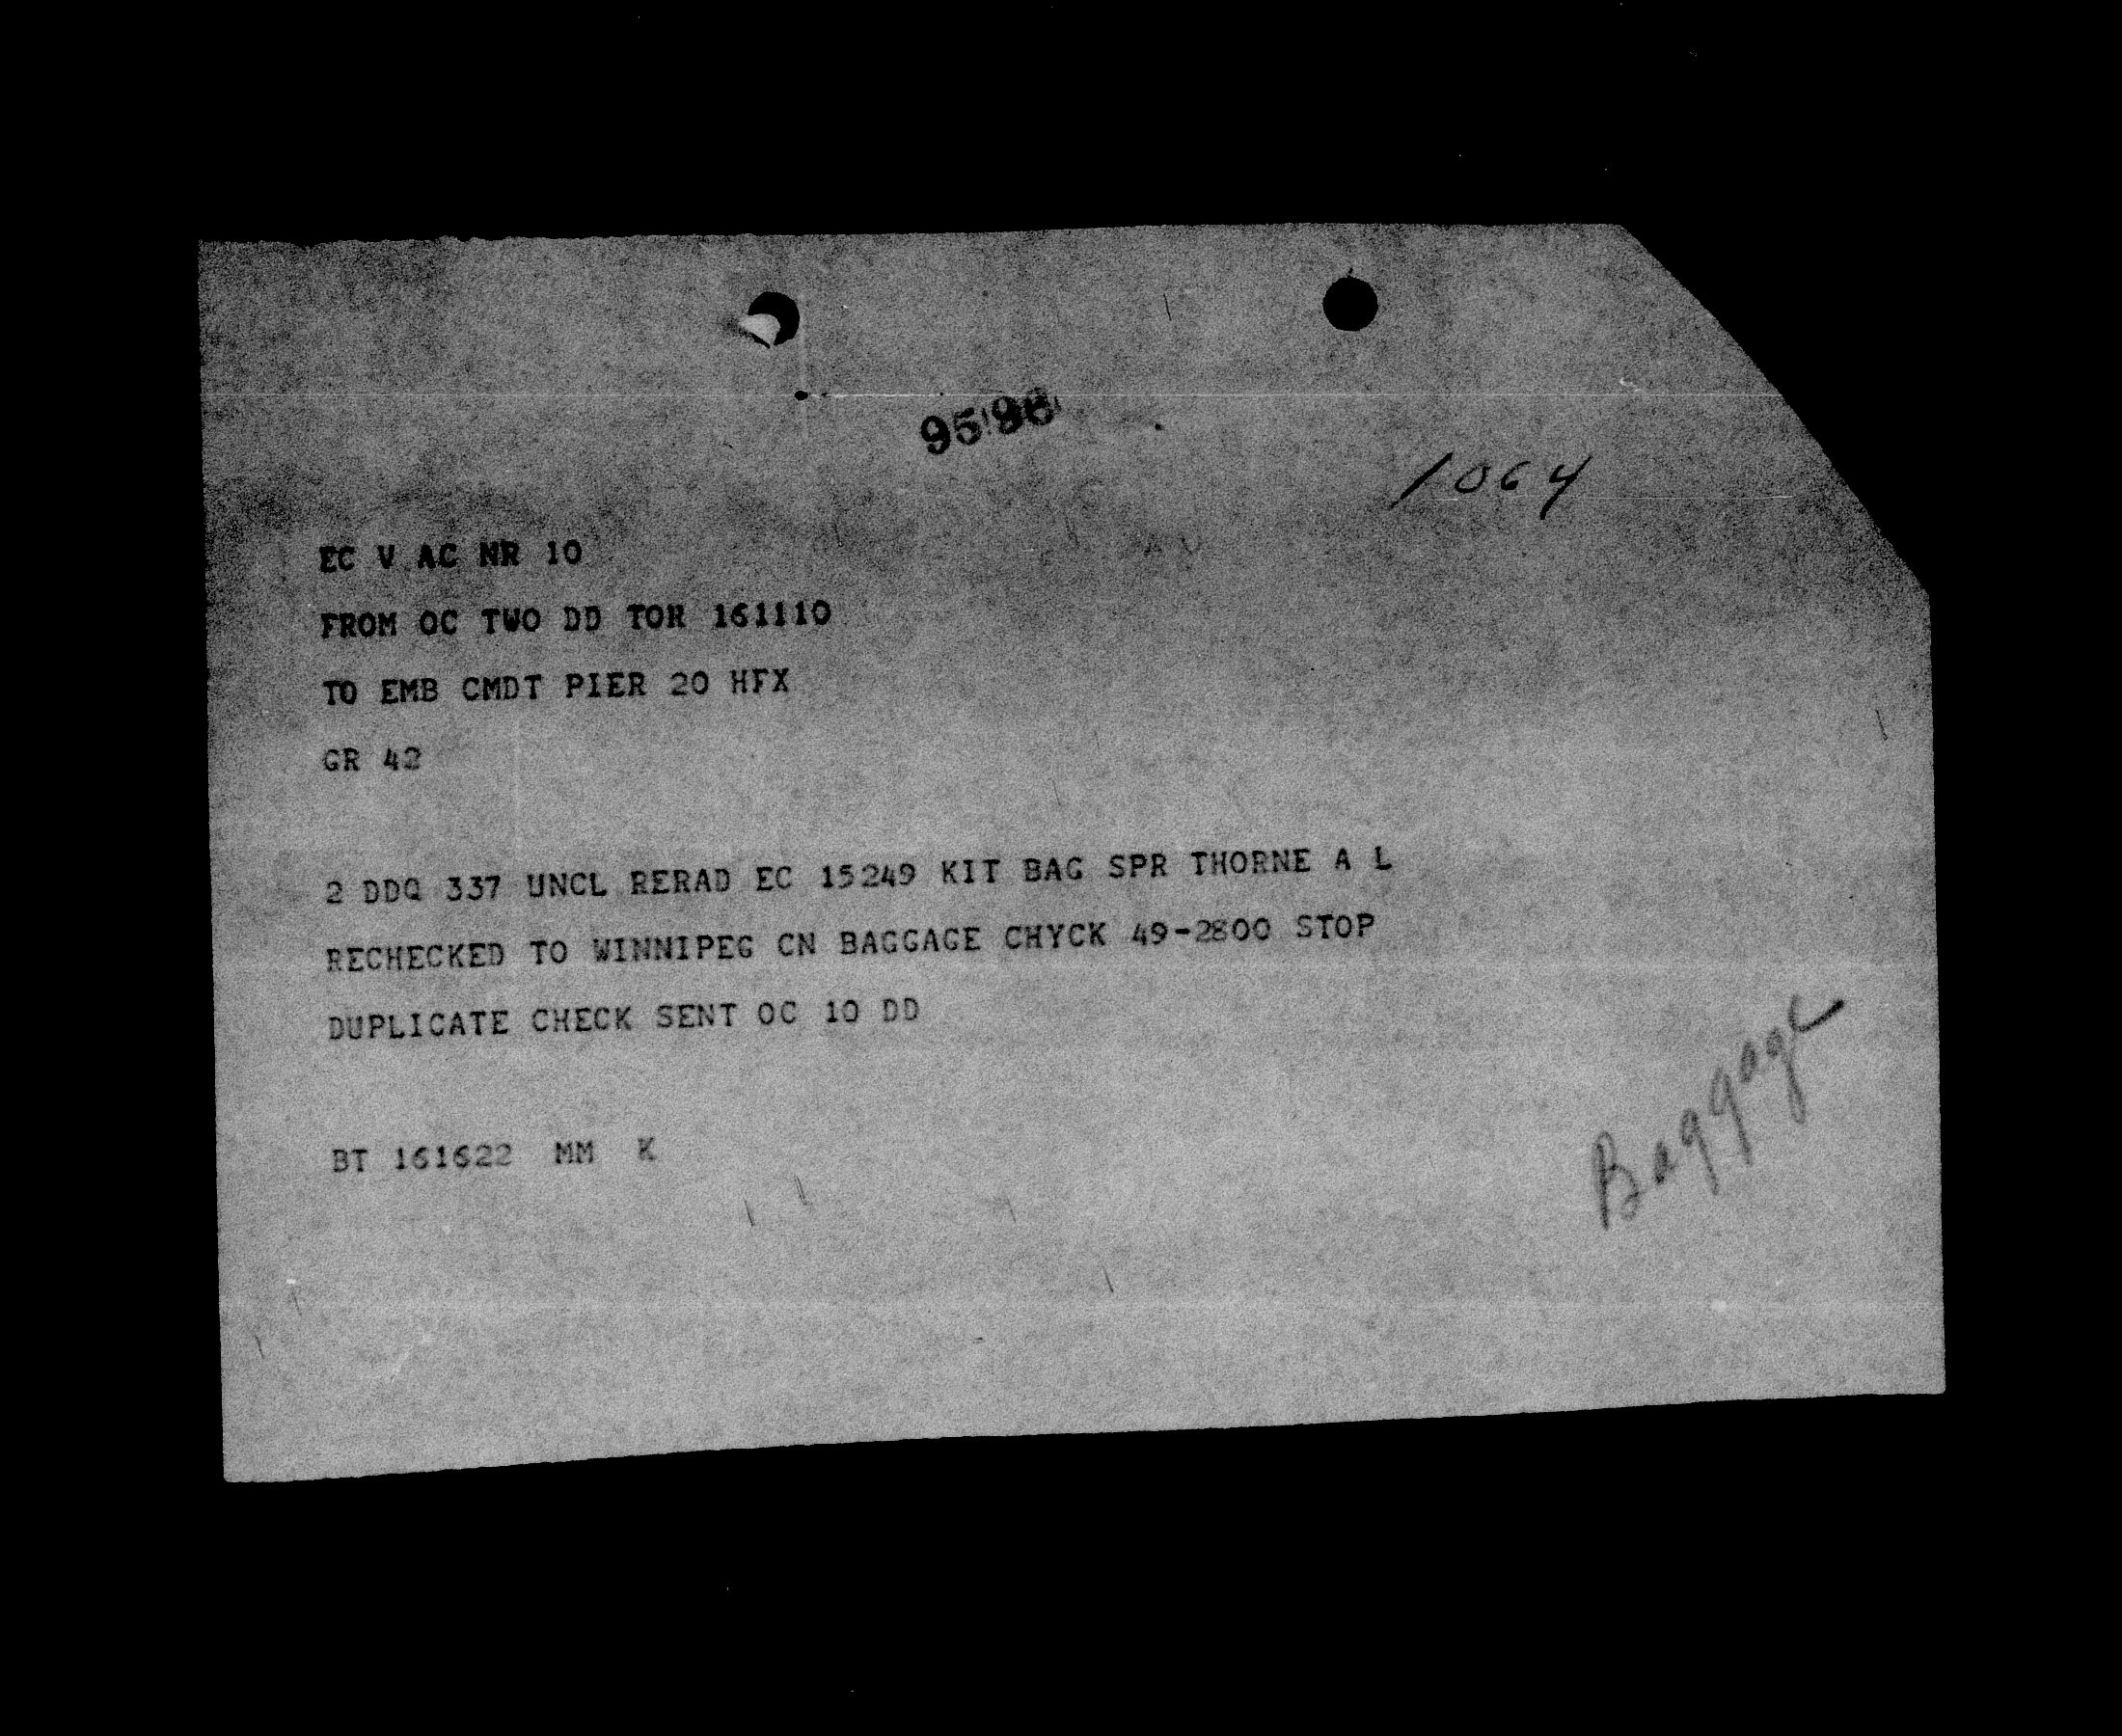 9596
1064
EC V AC NR 10
FROM OC TWO DD TOR 161110
TO EMB CMDT PIER 20 HFX
GR 42
2 DDQ 337 UNCL RERAD EC 15249 KIT BAG SPR THORNE A L
RECHECKED TO WINNIPEG CN BAGGAGE CHYCK 49-2800 STOP
DUPLICATE CHECK SENT OC 10 DD
BT 161622 MM K
Baggage